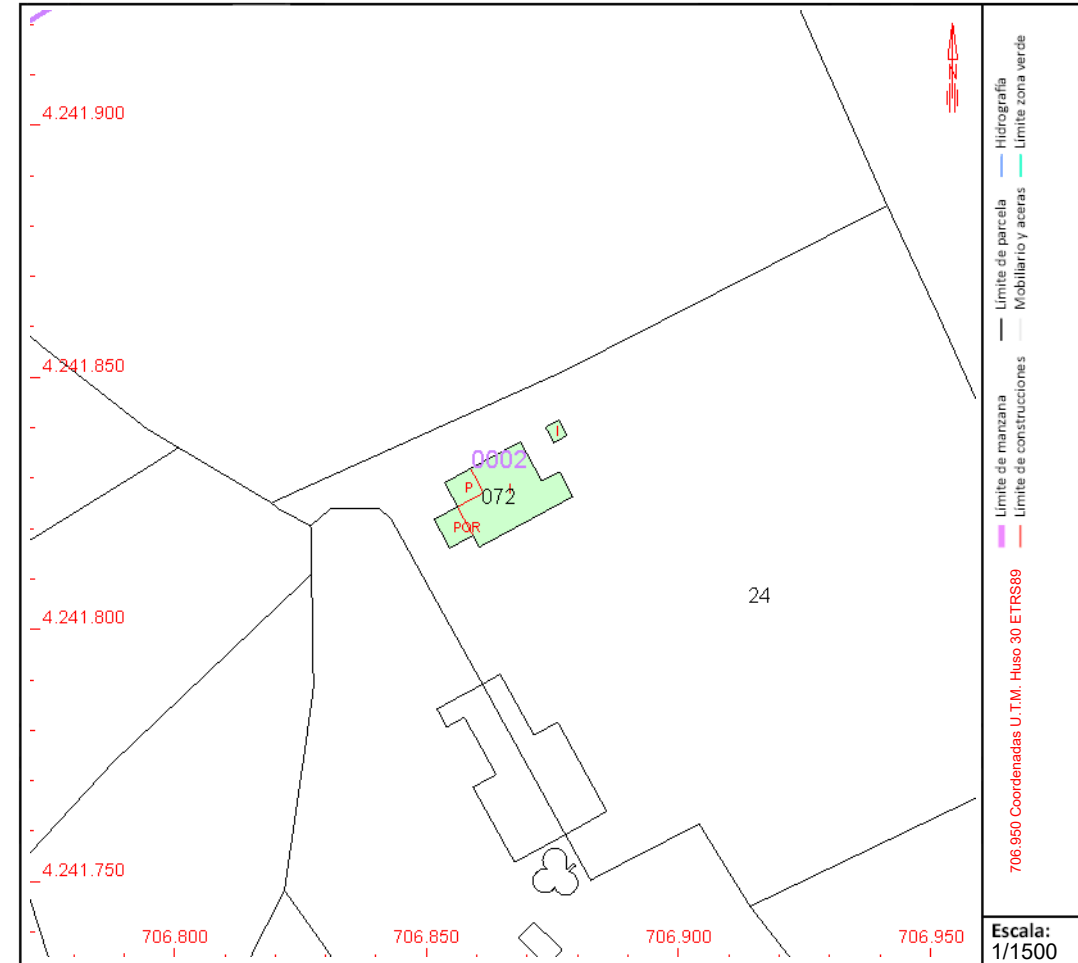 4.241.900
4.241.850
0002
P
I
I
072
POR
4.241.800
24
4.241.750
706.800
706.850
706.900
706.950
N
Hidrografía
Límite zona verde
Límite de parcela
Mobiliario y aceras
Límite de manzana
Límite de construcciones
706.950 Coordenadas U.T.M. Huso 30 ETRS89
Escala:
1/1500